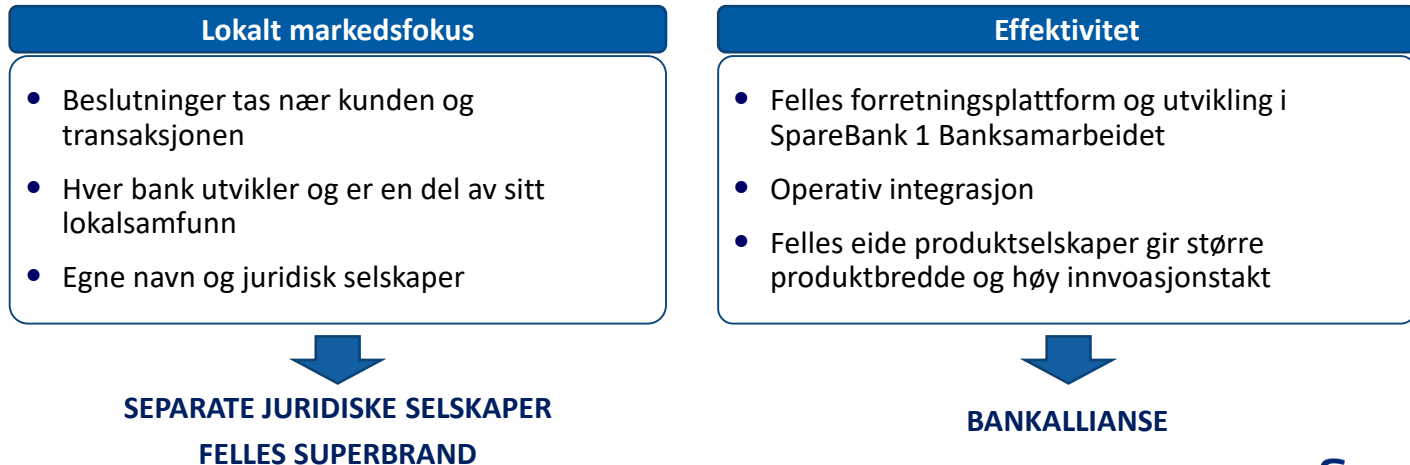 Lokalt markedsfokus
• Beslutninger tas nær kunden og
transaksjonen
• Hver bank utvikler og er en del av sitt
lokalsamfunn
• Egne navn og juridisk selskaper
SEPARATE JURIDISKE SELSKAPER
FELLES SUPERBRAND
Effektivitet
• Felles forretningsplattform og utvikling i
SpareBank 1 Banksamarbeidet
• Operativ integrasjon
• Felles eide produktselskaper gir større
produktbredde og høy innvoasjonstakt
BANKALLIANSE